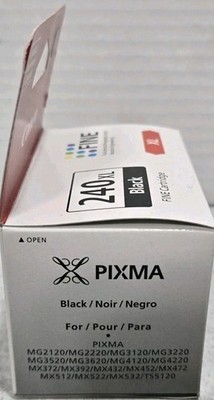 FINE
XL
240XL
Black
FINE Cartridge
▲ OPEN
PIXMA
Black / Noir / Negro
For / Pour / Para
PIXMA
MG2120/MG2220/MG3120/MG3220
MG3520/MG3620/MG4120/MG4220
MX372/MX392/MX432/MX452/MX472
MX512/MX522/MX532/TS5120